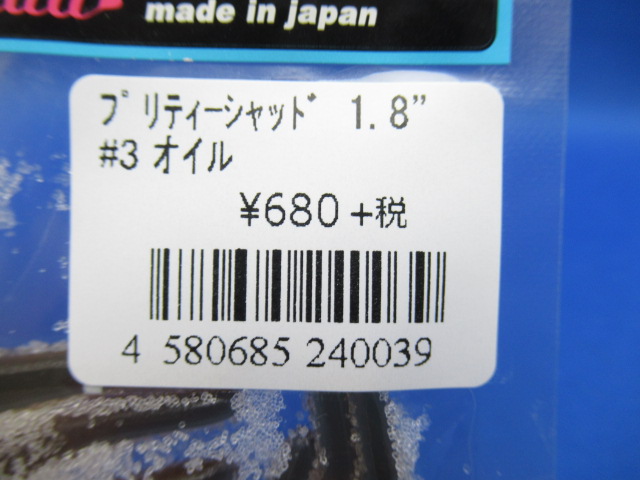 made in japan
プリティーシャッド 1.8”
#3 オイル
¥680+税
4 580685 240039